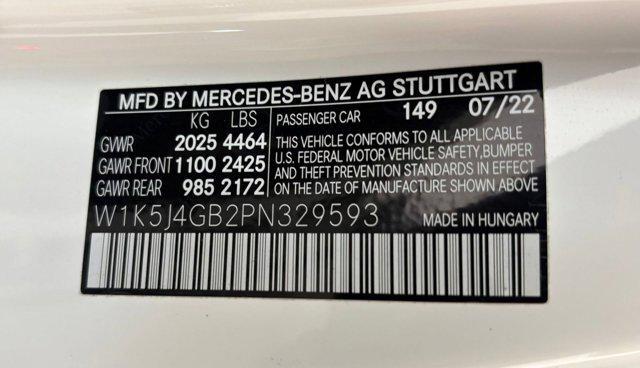 MFD BY MERCEDES-BENZ AG STUTTGART
KG LBS PASSENGER CAR 149 07/22
GVWR 2025 4464
GAWR FRONT 1100 2425
GAWR REAR 985 2172
THIS VEHICLE CONFORMS TO ALL APPLICABLE
U.S. FEDERAL MOTOR VEHICLE SAFETY, BUMPER
AND THEFT PREVENTION STANDARDS IN EFFECT
ON THE DATE OF MANUFACTURE SHOWN ABOVE
W1K5J4GB2PN329593 MADE IN HUNGARY